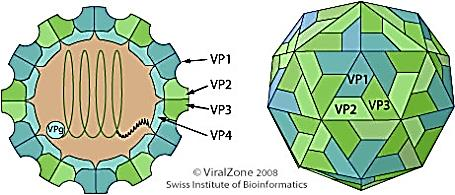 VP1
VP2
VP3
VP4
VPg
VP1
VP2
VP3
© ViralZone 2008
Swiss Institute of Bioinformatics